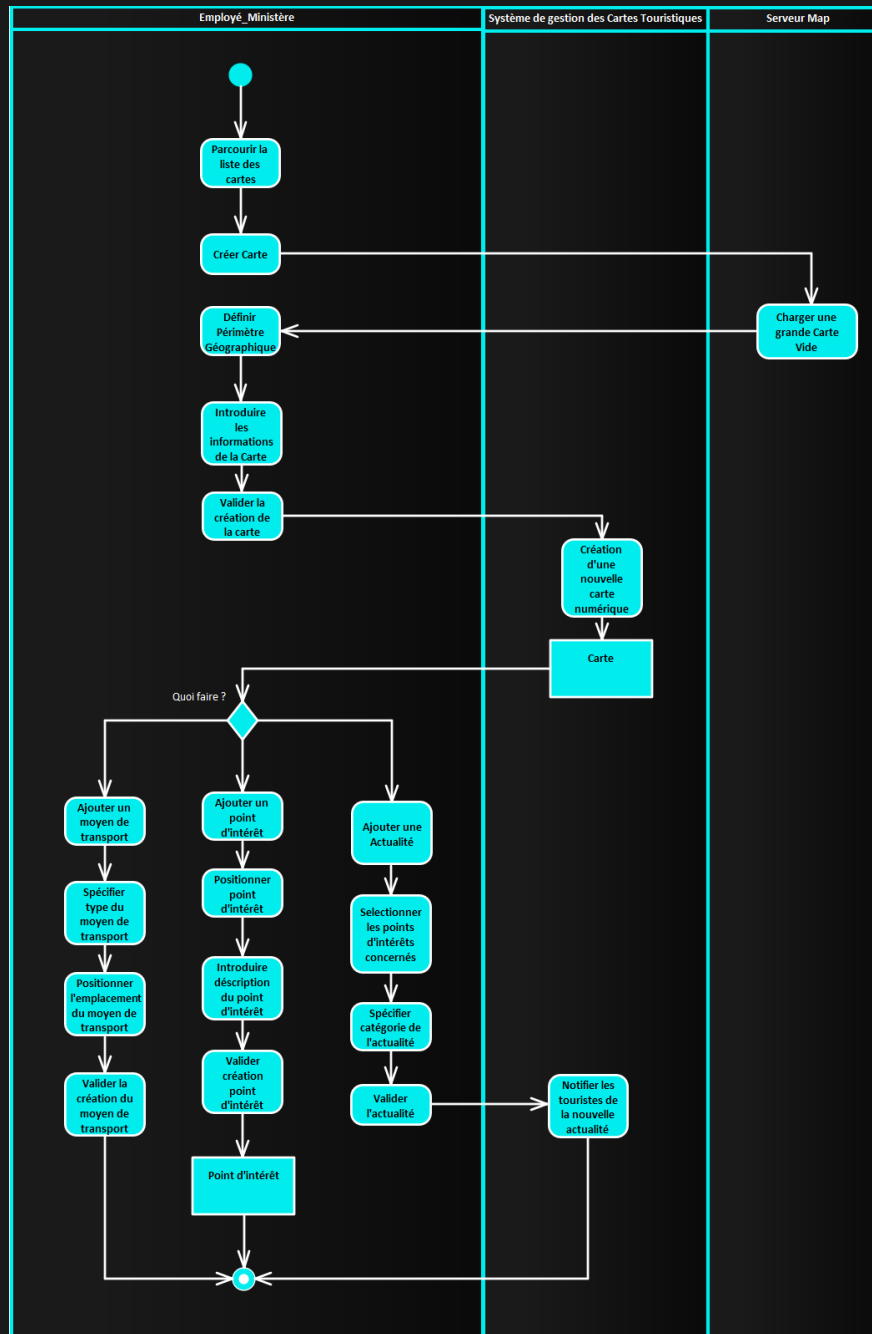 Employé_Ministère
Système de gestion des Cartes Touristiques
Serveur Map
Parcourir la
liste des
cartes
Créer Carte
Charger une
grande Carte
Vide
Définir
Périmètre
Géographique
Introduire
les
informations
de la Carte
Valider la
création de
la carte
Création
d'une
nouvelle
carte
numérique
Carte
Quoi faire ?
Ajouter un
moyen de
transport
Spécifier
type du
moyen de
transport
Positionner
l'emplacement
du moyen de
transport
Valider la
création du
moyen de
transport
Ajouter un
point
d'intérêt
Positionner
point
d'intérêt
Introduire
déscription
du point
d'intérêt
Valider
création
point
d'intérêt
Point d'intérêt
Ajouter une
Actualité
Selectionner
les points
d'intérêts
concernés
Spécifier
catégorie de
l'actualité
Valider
l'actualité
Notifier les
touristes de
la nouvelle
actualité